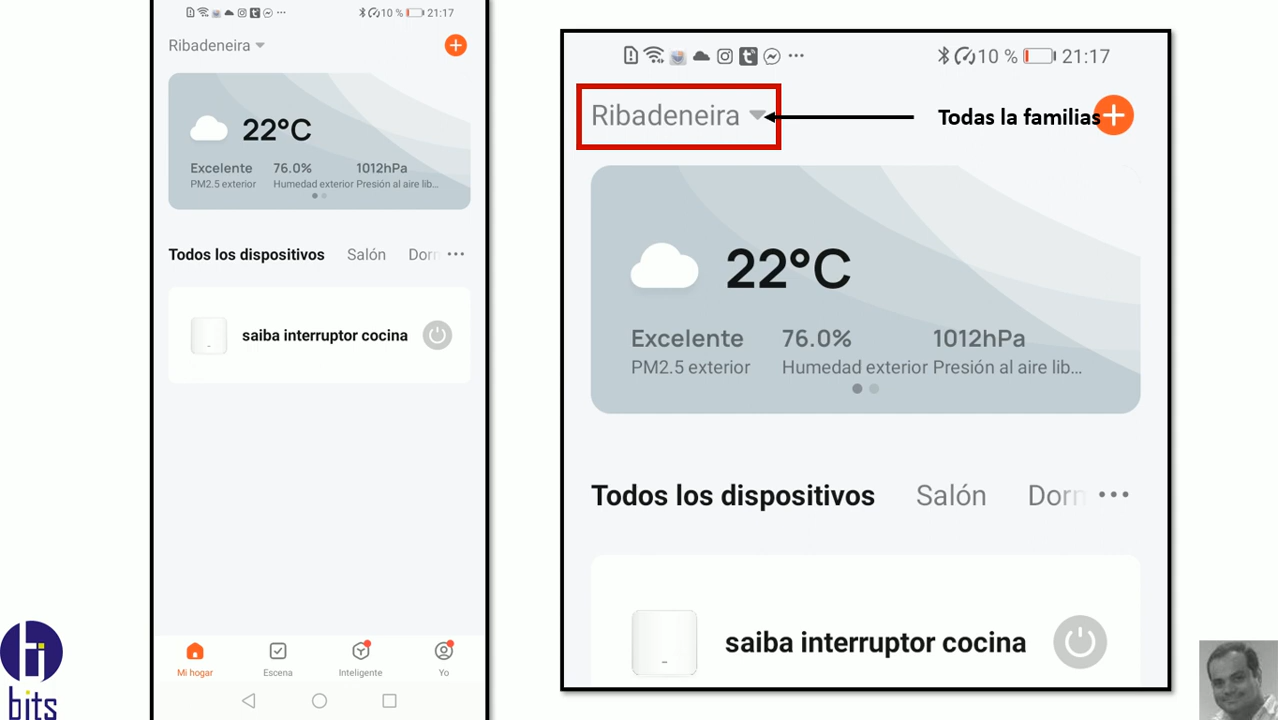 10 % 21:17
Ribadeneira
22°C
Excelente 76.0% 1012hPa
PM2.5 exterior Humedad exterior Presión al aire lib...
Todos los dispositivos Salón Dorm
saiba interruptor cocina
Mi hogar Escena Inteligente Yo
10 % 21:17
Ribadeneira
Todas la familias
22°C
Excelente 76.0% 1012hPa
PM2.5 exterior Humedad exterior Presión al aire lib...
Todos los dispositivos Salón Dorm
saiba interruptor cocina
hi
bits